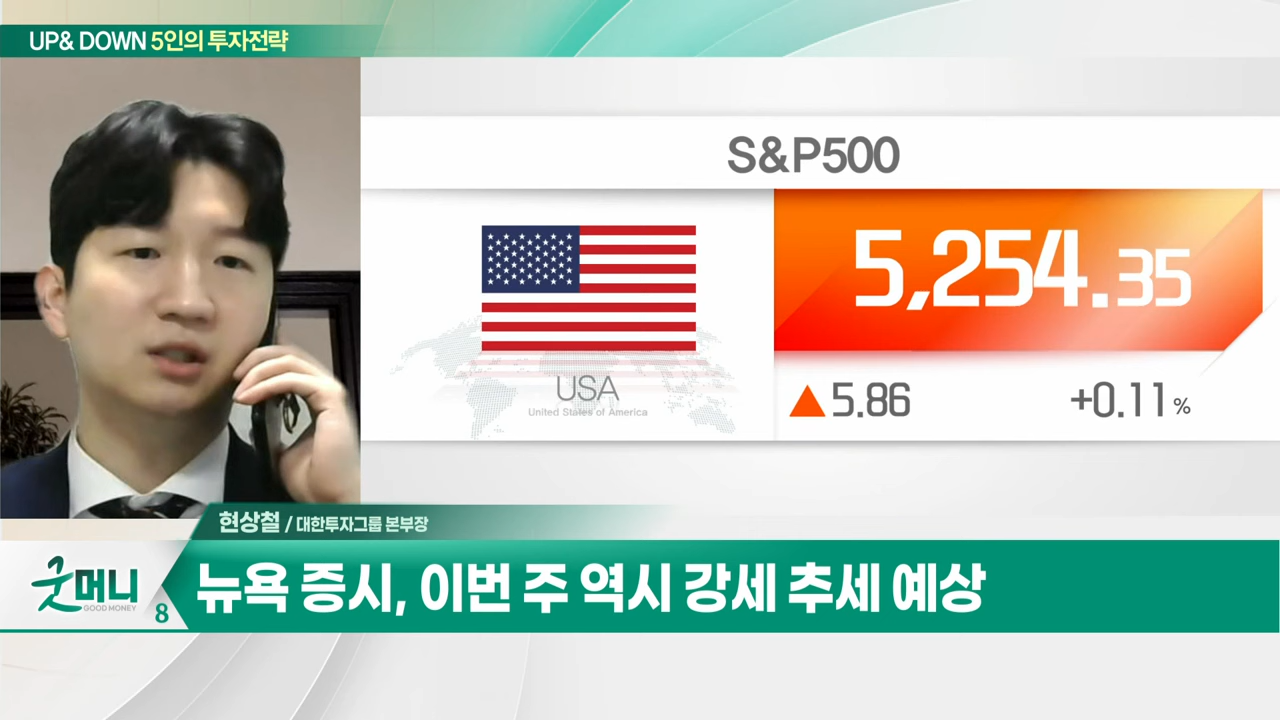 UP& DOWN 5인의 투자전략
S&P500
5,254.35
USA
United States of America
▲5.86
+0.11%
현상철 / 대한투자그룹 본부장
굿머니
GOOD MONEY
8
뉴욕 증시, 이번 주 역시 강세 추세 예상